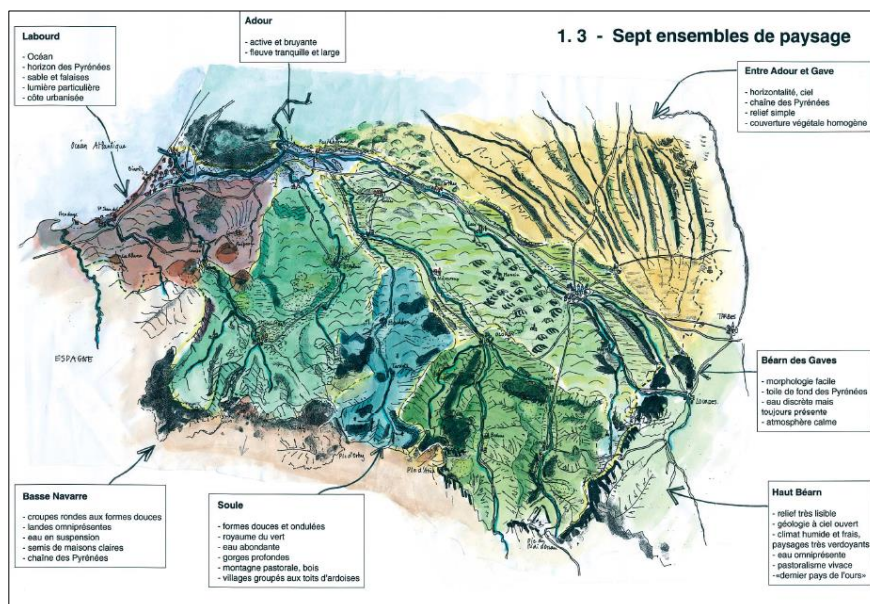 1. 3 - Sept ensembles de paysage
Labourd
- Océan
- horizon des Pyrénées
- sable et falaises
- lumière particulière
- côte urbanisée
Adour
- active et bruyante
- fleuve tranquille et large
Entre Adour et Gave
- horizontalité, ciel
- chaîne des Pyrénées
- relief simple
- couverture végétale homogène
Océan Atlantique
Hendaye
ESPAGNE
TARBES
LOURDES
Béarn des Gaves
- morphologie facile
- toile de fond des Pyrénées
- eau discrète mais
toujours présente
- atmosphère calme
Basse Navarre
- croupes rondes aux formes douces
- landes omniprésentes
- eau en suspension
- semis de maisons claires
- chaîne des Pyrénées
Soule
- formes douces et ondulées
- royaume du vert
- eau abondante
- gorges profondes
- montagne pastorale, bois
- villages groupés aux toits d'ardoises
Haut Béarn
- relief très lisible
- géologie à ciel ouvert
- climat humide et frais,
paysages très verdoyants
- eau omniprésente
- pastoralisme vivace
-«dernier pays de l'ours»